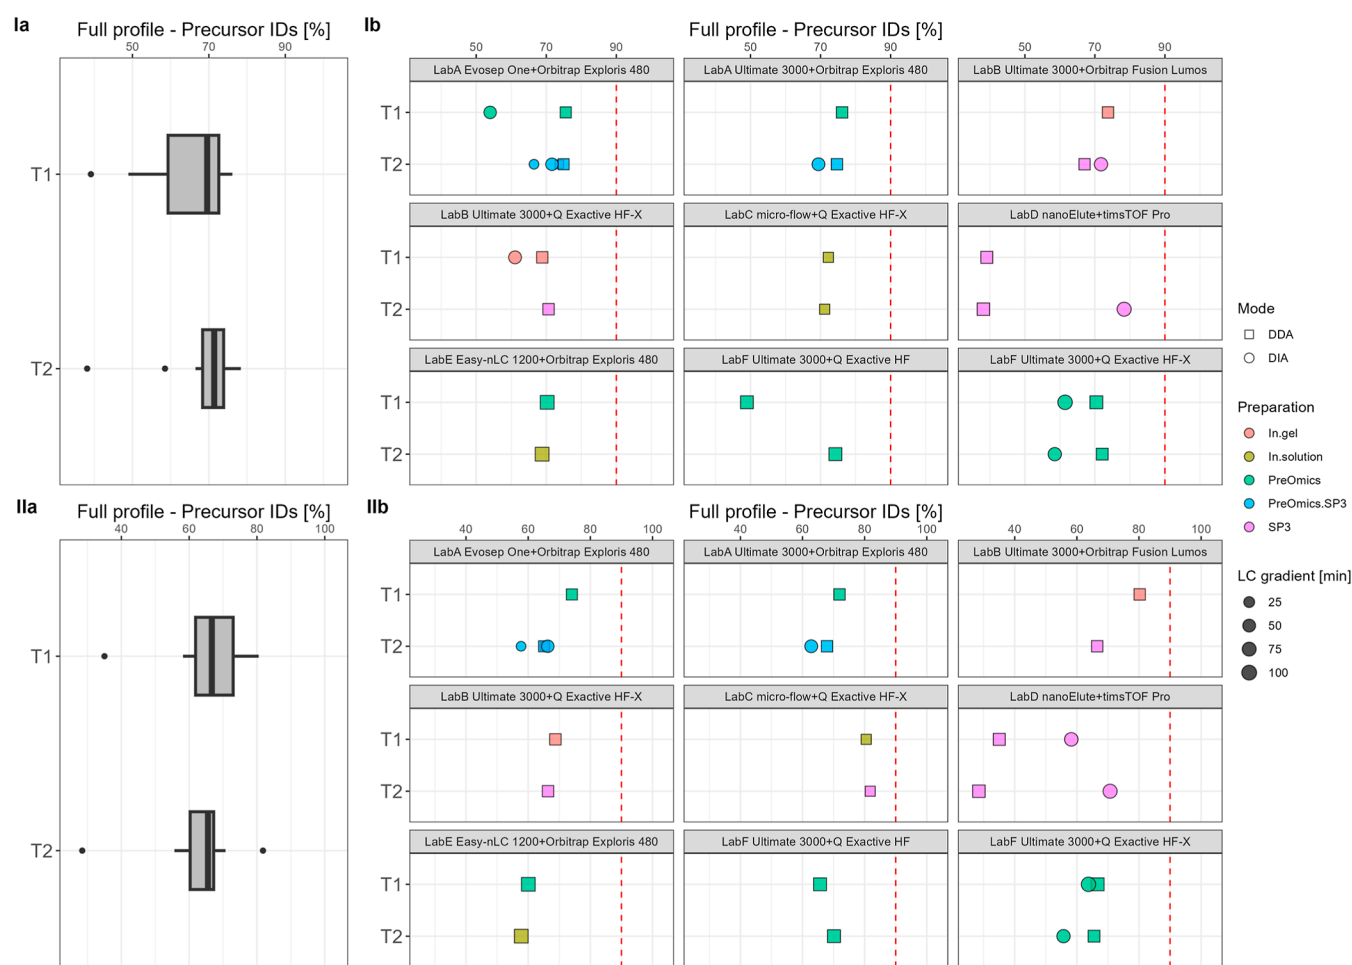 Ia
Full profile - Precursor IDs [%]
50 70 90
T1
T2
Ib
Full profile - Precursor IDs [%]
50 70 90 50 70 90 50 70 90
LabA Evosep One+Orbitrap Exploris 480
LabA Ultimate 3000+Orbitrap Exploris 480
LabB Ultimate 3000+Orbitrap Fusion Lumos
T1
T2
LabB Ultimate 3000+Q Exactive HF-X
LabC micro-flow+Q Exactive HF-X
LabD nanoElute+timsTOF Pro
T1
T2
LabE Easy-nLC 1200+Orbitrap Exploris 480
LabF Ultimate 3000+Q Exactive HF
LabF Ultimate 3000+Q Exactive HF-X
T1
T2
IIa
Full profile - Precursor IDs [%]
40 60 80 100
T1
T2
IIb
Full profile - Precursor IDs [%]
40 60 80 100 40 60 80 100 40 60 80 100
LabA Evosep One+Orbitrap Exploris 480
LabA Ultimate 3000+Orbitrap Exploris 480
LabB Ultimate 3000+Orbitrap Fusion Lumos
T1
T2
LabB Ultimate 3000+Q Exactive HF-X
LabC micro-flow+Q Exactive HF-X
LabD nanoElute+timsTOF Pro
T1
T2
LabE Easy-nLC 1200+Orbitrap Exploris 480
LabF Ultimate 3000+Q Exactive HF
LabF Ultimate 3000+Q Exactive HF-X
T1
T2
Mode
DDA
DIA
Preparation
In.gel
In.solution
PreOmics
PreOmics.SP3
SP3
LC gradient [min]
25
50
75
100